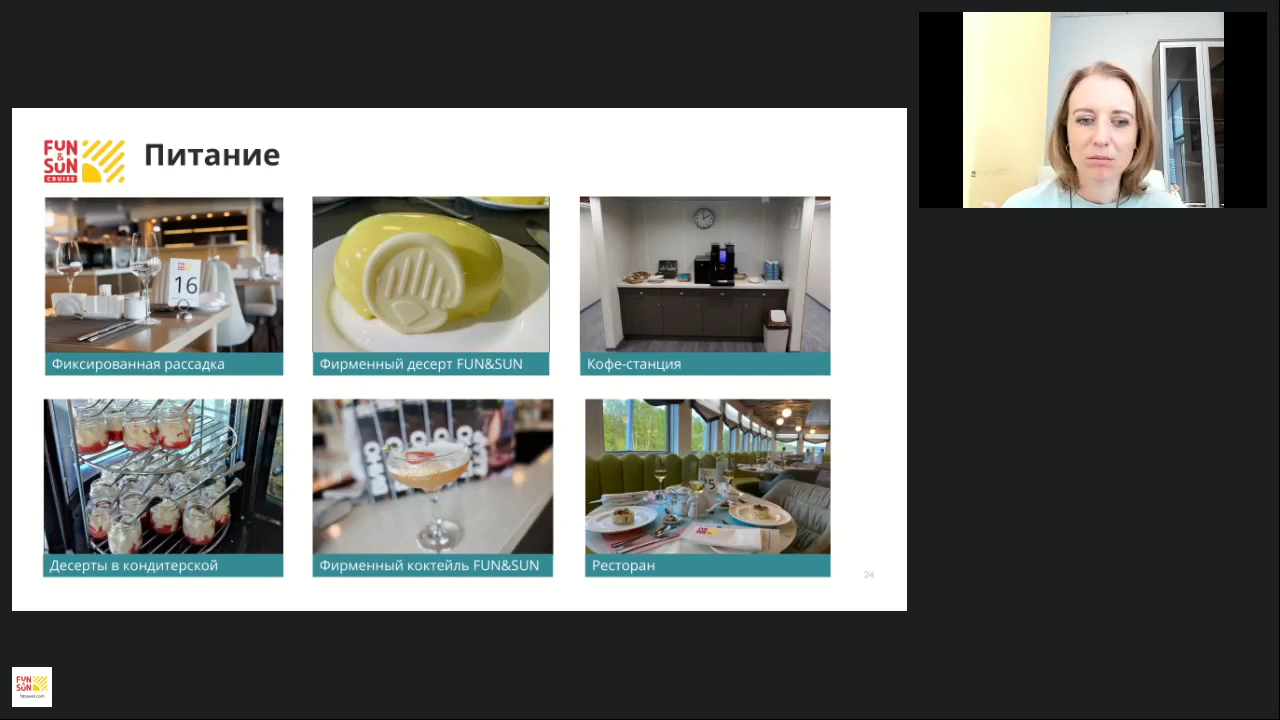 FUN
&
SUN
CRUISE
Питание
16
Фиксированная рассадка
Фирменный десерт FUN&SUN
Кофе-станция
Десерты в кондитерской
Фирменный коктейль FUN&SUN
Ресторан
24
FUN
&
SUN